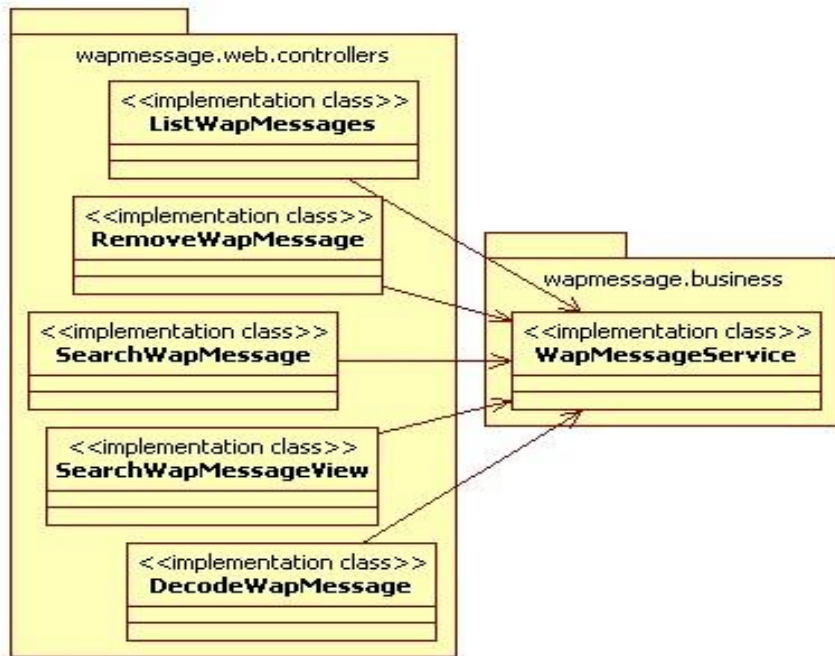 wapmessage.web.controllers
<<implementation class>>
ListWapMessages
<<implementation class>>
RemoveWapMessage
<<implementation class>>
SearchWapMessage
<<implementation class>>
SearchWapMessageView
<<implementation class>>
DecodeWapMessage
wapmessage.business
<<implementation class>>
WapMessageService